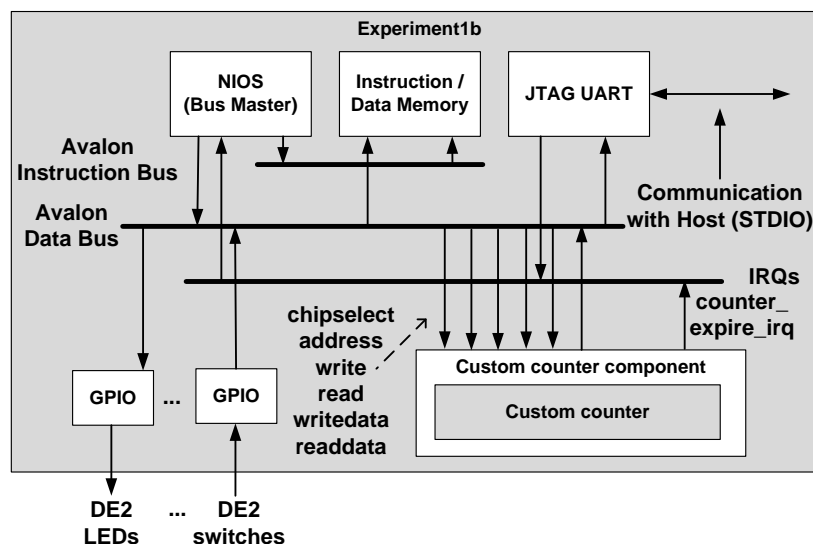 Experiment1b
NIOS
(Bus Master)
Instruction /
Data Memory
JTAG UART
Avalon
Instruction Bus
Avalon
Data Bus
Communication
with Host (STDIO)
IRQs
counter_
expire_irq
chipselect
address
write
read
writedata
readdata
Custom counter component
Custom counter
GPIO
...
GPIO
DE2
LEDs
...
DE2
switches